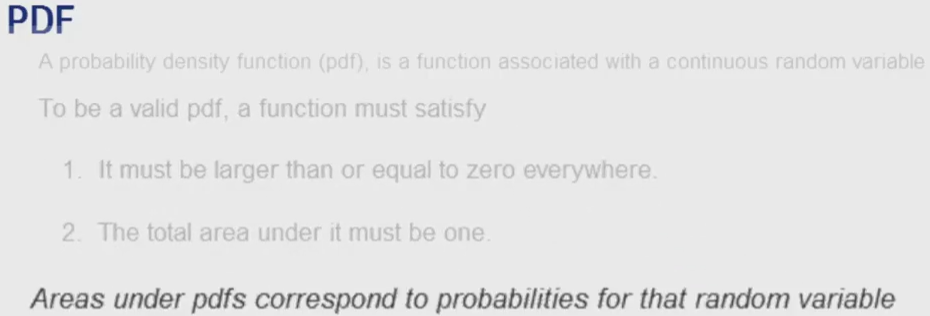 PDF
A probability density function (pdf), is a function associated with a continuous random variable
To be a valid pdf, a function must satisfy
1. It must be larger than or equal to zero everywhere.
2. The total area under it must be one.
Areas under pdfs correspond to probabilities for that random variable